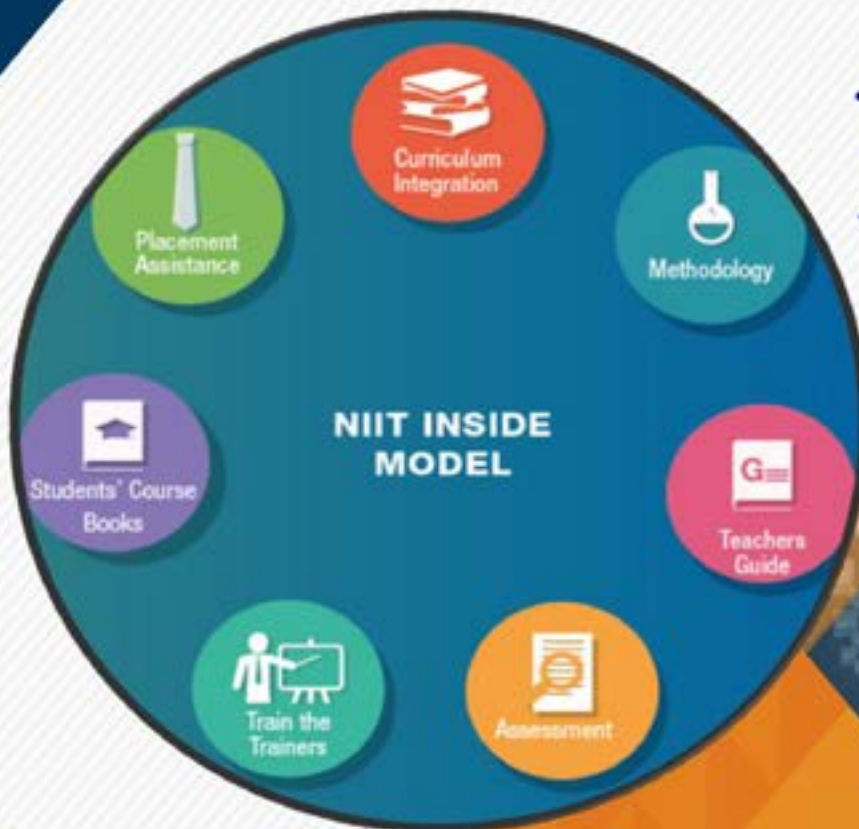 Curriculum
Integration
Placement
Assistance
Methodology
NIIT INSIDE
MODEL
Students' Course
Books
G
Teachers
Guide
Train the
Trainers
Assessment